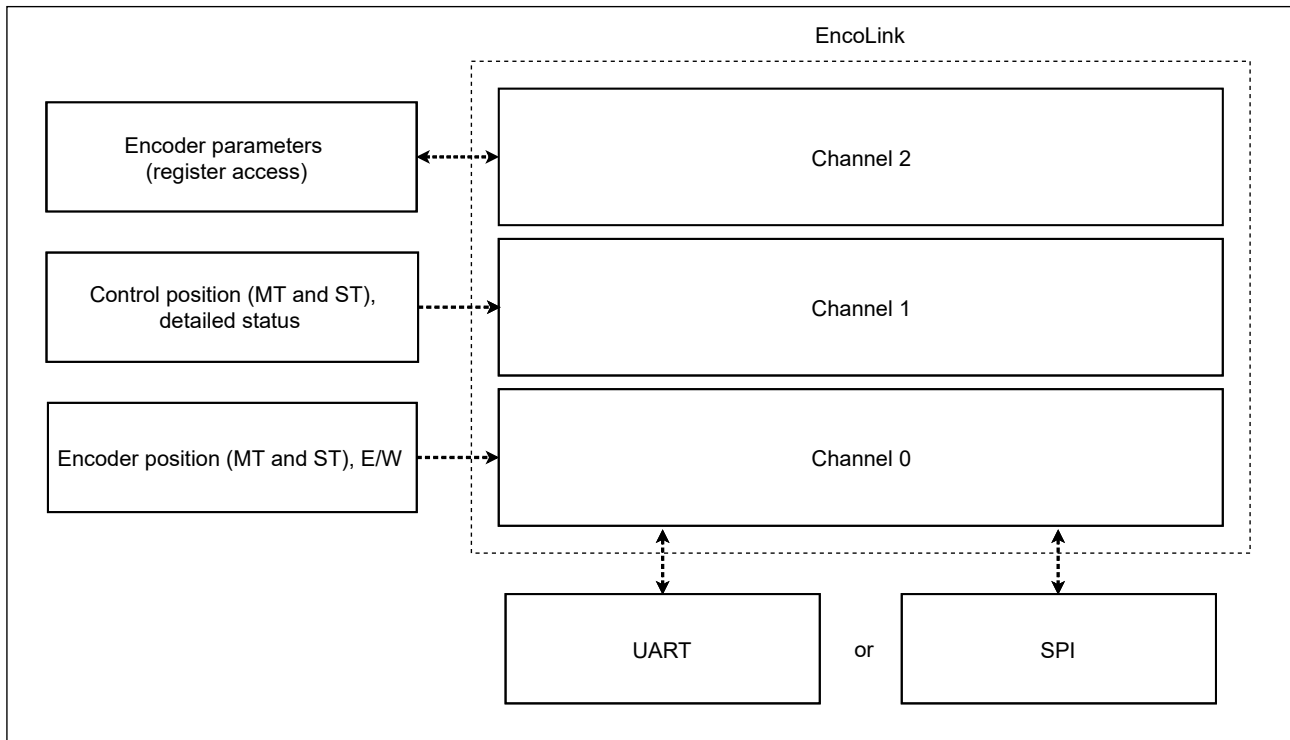 EncoLink
Encoder parameters
(register access)
Channel 2
Control position (MT and ST),
detailed status
Channel 1
Encoder position (MT and ST), E/W
Channel 0
UART
or
SPI